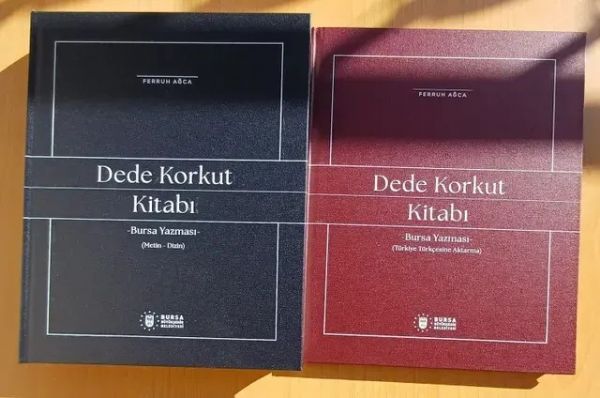 FERRUH AĞCA
Dede Korkut
Kitabı
-Bursa Yazması-
(Metin - Dizin)
BURSA
BÜYÜKŞEHİR
BELEDİYESİ
FERRUH AĞCA
Dede Korkut
Kitabı
-Bursa Yazması-
(Türkiye Türkçesine Aktarma)
BURSA
BÜYÜKŞEHİR
BELEDİYESİ